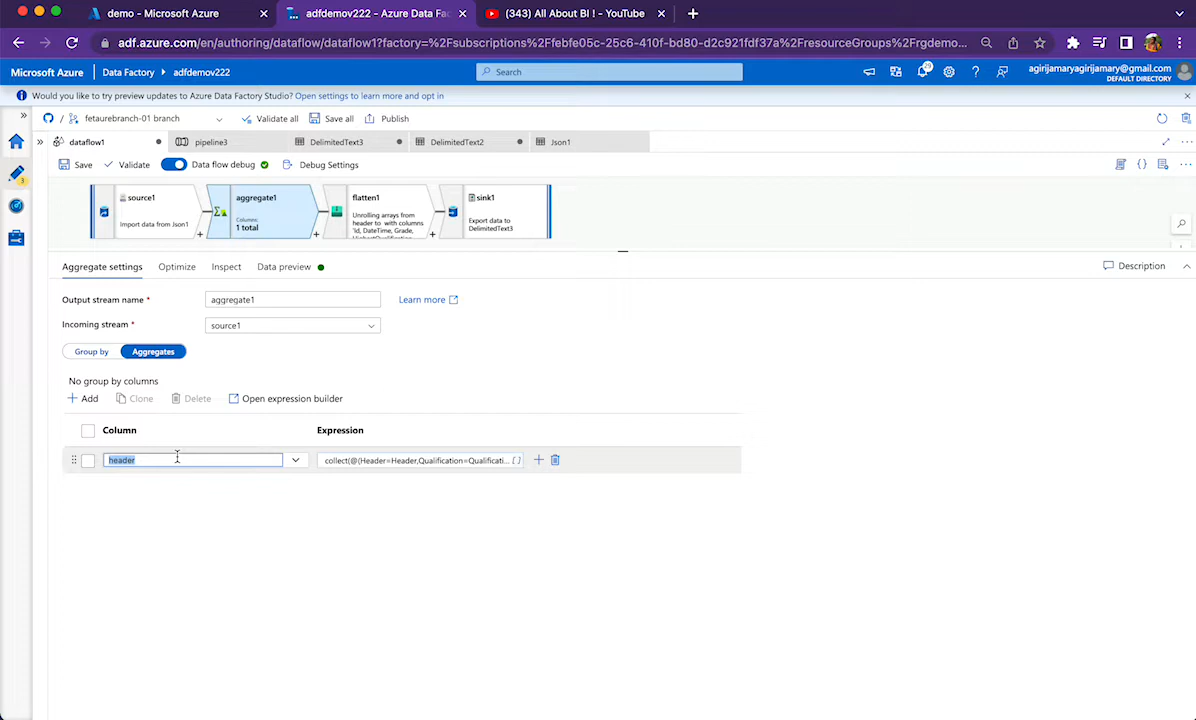 demo - Microsoft Azure
adfdemov222 - Azure Data Fac
(343) All About BI ! - YouTube
adf.azure.com/en/authoring/dataflow/dataflow1?factory=%2Fsubscriptions%2Ffebfe05c-25c6-410f-bd80-d2c921fdf37a%2FresourceGroups%2Frgdemo...
Microsoft Azure
Data Factory
adfdemov222
Search
29
agirijamaryagirijamary@gmail.com
DEFAULT DIRECTORY
Would you like to try preview updates to Azure Data Factory Studio? Open settings to learn more and opt in
/ fetaurebranch-01 branch
Validate all
Save all
Publish
dataflow1
pipeline3
DelimitedText3
DelimitedText2
Json1
Save
Validate
Data flow debug
Debug Settings
3
source1
Import data from Json1
aggregate1
Columns:
1 total
flatten1
Unrolling arrays from
header to with columns
'Id, DateTime, Grade,
sink1
Export data to
DelimitedText3
Aggregate settings
Optimize
Inspect
Data preview
Description
Output stream name *
aggregate1
Learn more
Incoming stream *
source1
Group by
Aggregates
No group by columns
Add
Clone
Delete
Open expression builder
Column
Expression
header
collect(@(Header=Header,Qualification=Qualificati...